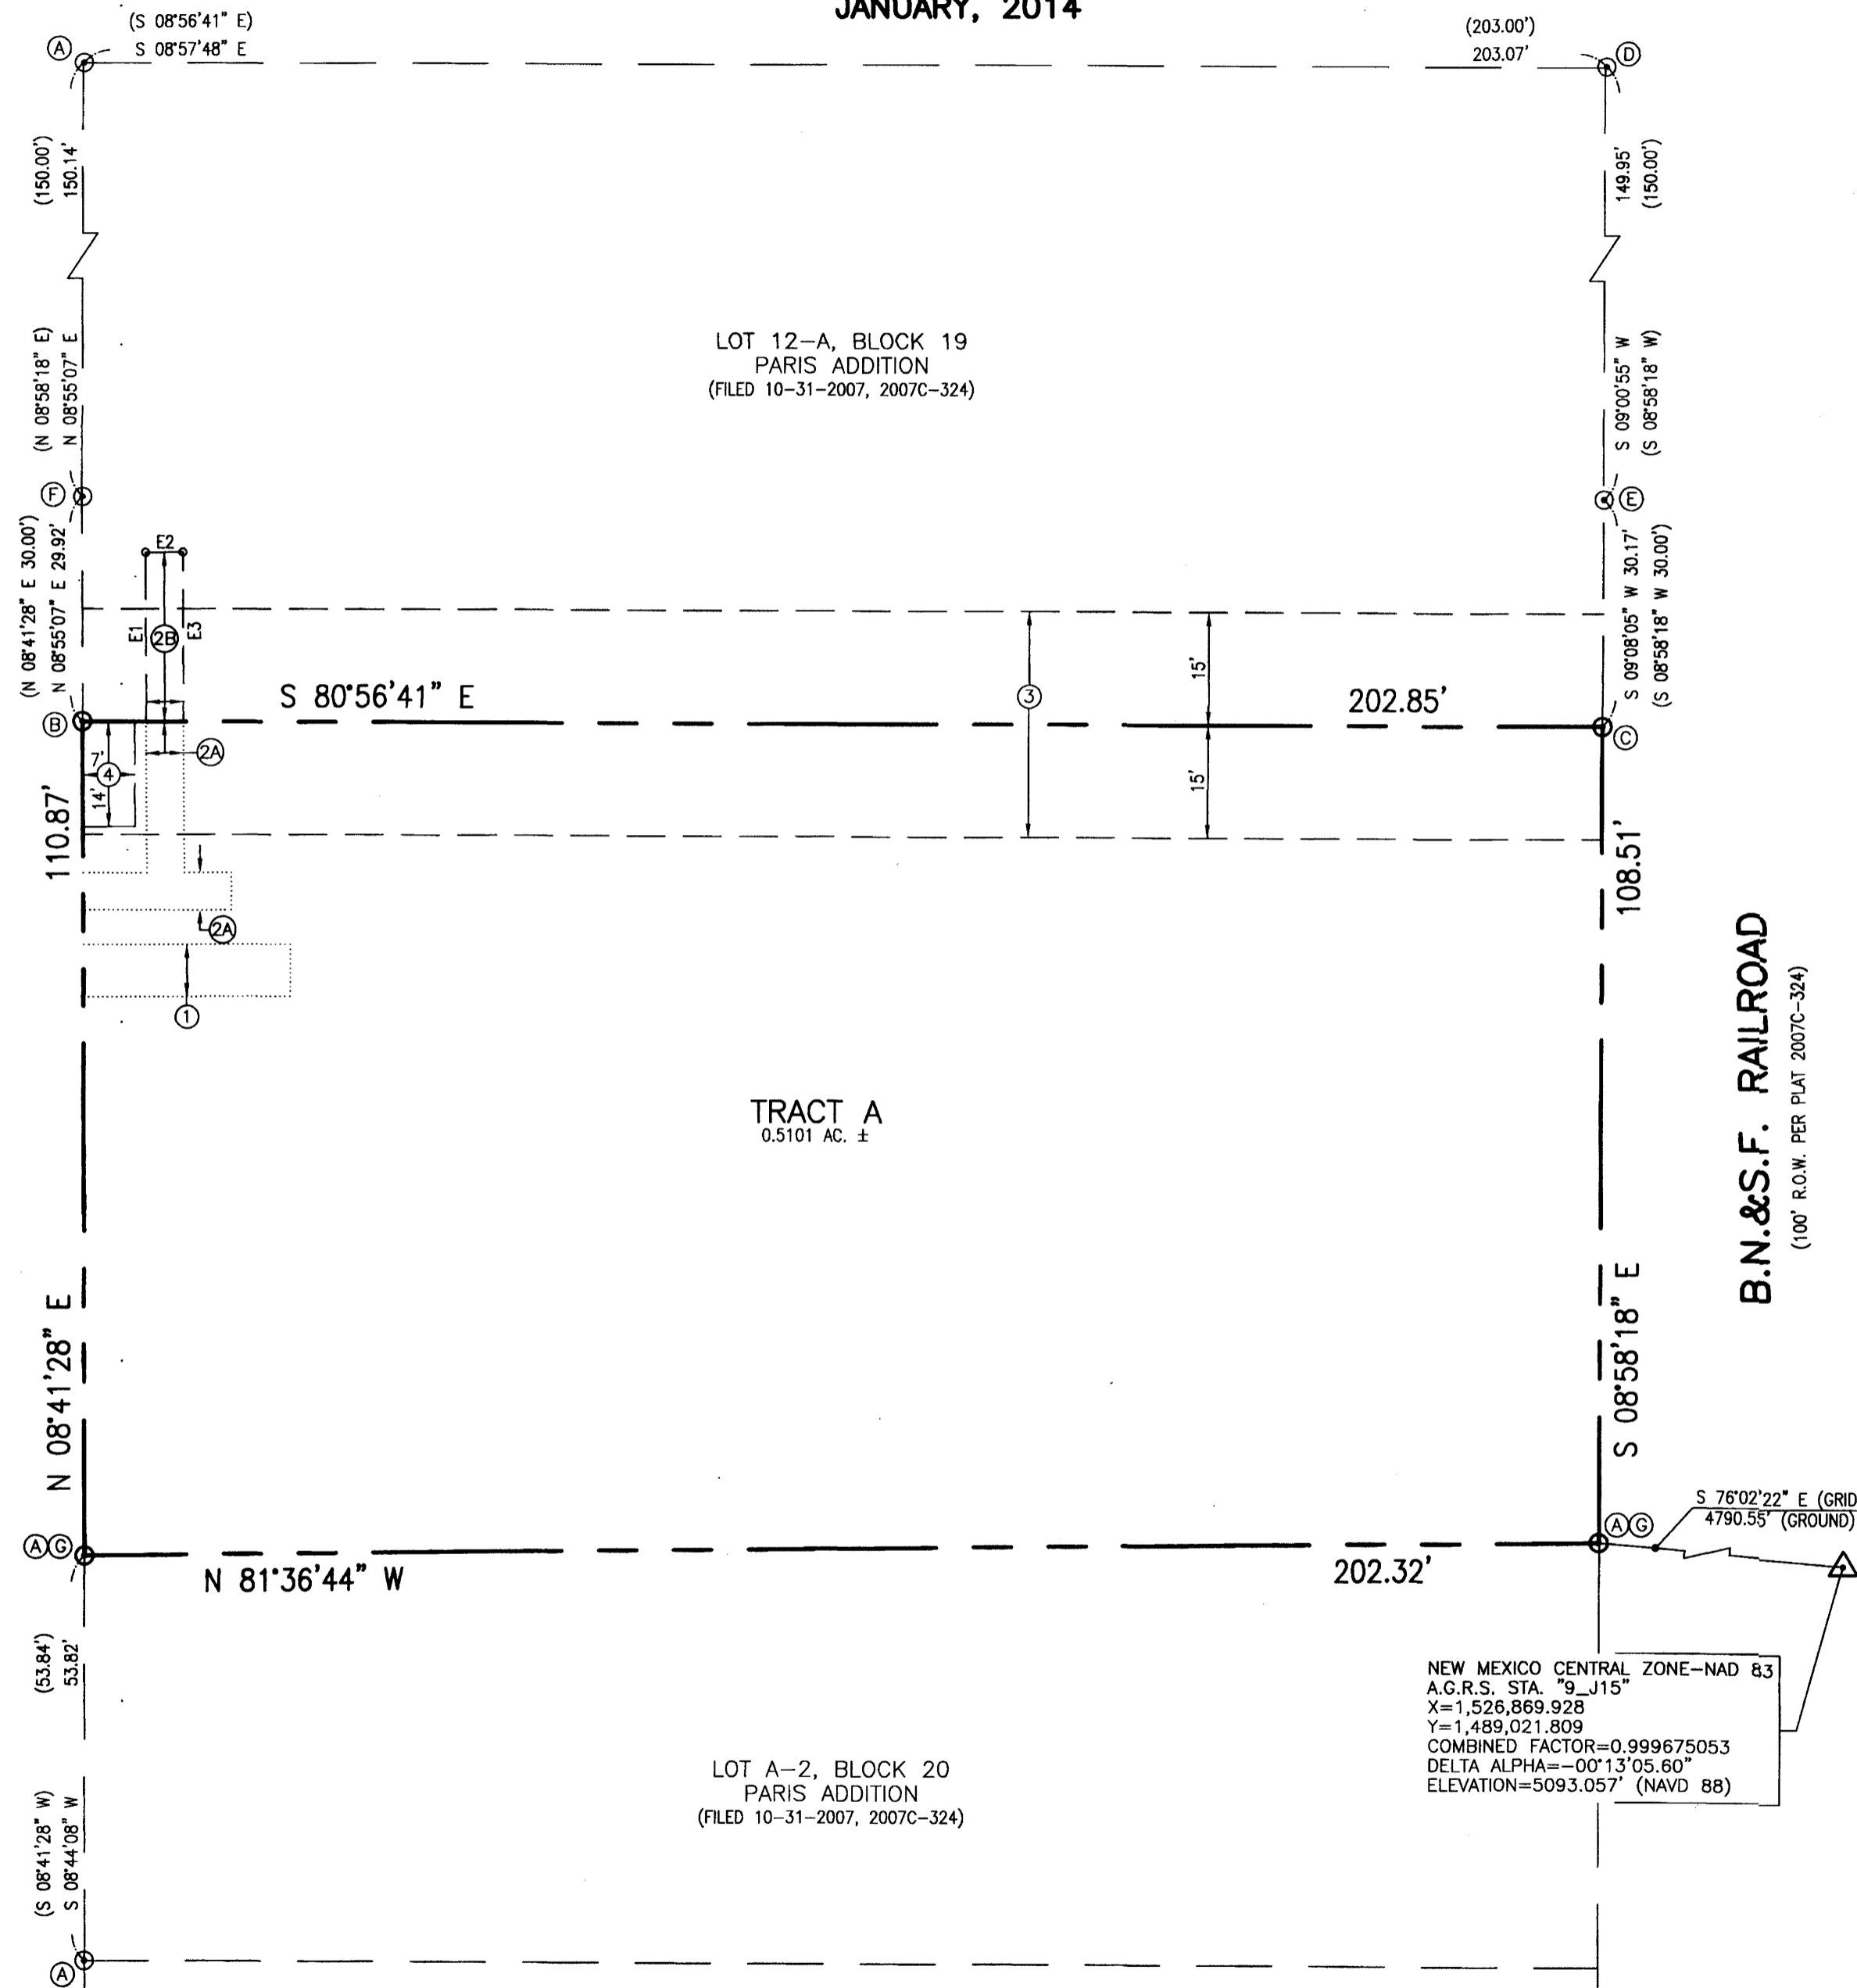 JANUARY, 2014
(S 08°56'41" E)
S 08°57'48" E
(203.00')
203.07'
A
D
(150.00')
150.14'
149.95'
(150.00')
(N 08°58'18" E)
N 08°55'07" E
S 09°00'55" W
(S 08°58'18" W)
LOT 12-A, BLOCK 19
PARIS ADDITION
(FILED 10-31-2007, 2007C-324)
F
E
(N 08°41'28" E 30.00')
N 08°55'07" E 29.92'
S 09°08'05" W 30.17'
(S 08°58'18" W 30.00')
E2
E1
2B
E3
15'
3
S 80°56'41" E
202.85'
B
C
2A
7'
4
14'
15'
110.87'
108.51'
2A
1
B.N.&S.F. RAILROAD
(100' R.O.W. PER PLAT 2007C-324)
TRACT A
0.5101 AC. ±
N 08°41'28" E
S 08°58'18" E
S 76°02'22" E (GRID
4790.55' (GROUND)
A G
A G
N 81°36'44" W
202.32'
(53.84')
53.82'
NEW MEXICO CENTRAL ZONE-NAD 83
A.G.R.S. STA. "9_J15"
X=1,526,869.928
Y=1,489,021.809
COMBINED FACTOR=0.999675053
DELTA ALPHA=-00°13'05.60"
ELEVATION=5093.057' (NAVD 88)
LOT A-2, BLOCK 20
PARIS ADDITION
(FILED 10-31-2007, 2007C-324)
(S 08°41'28" W)
S 08°44'08" W
A